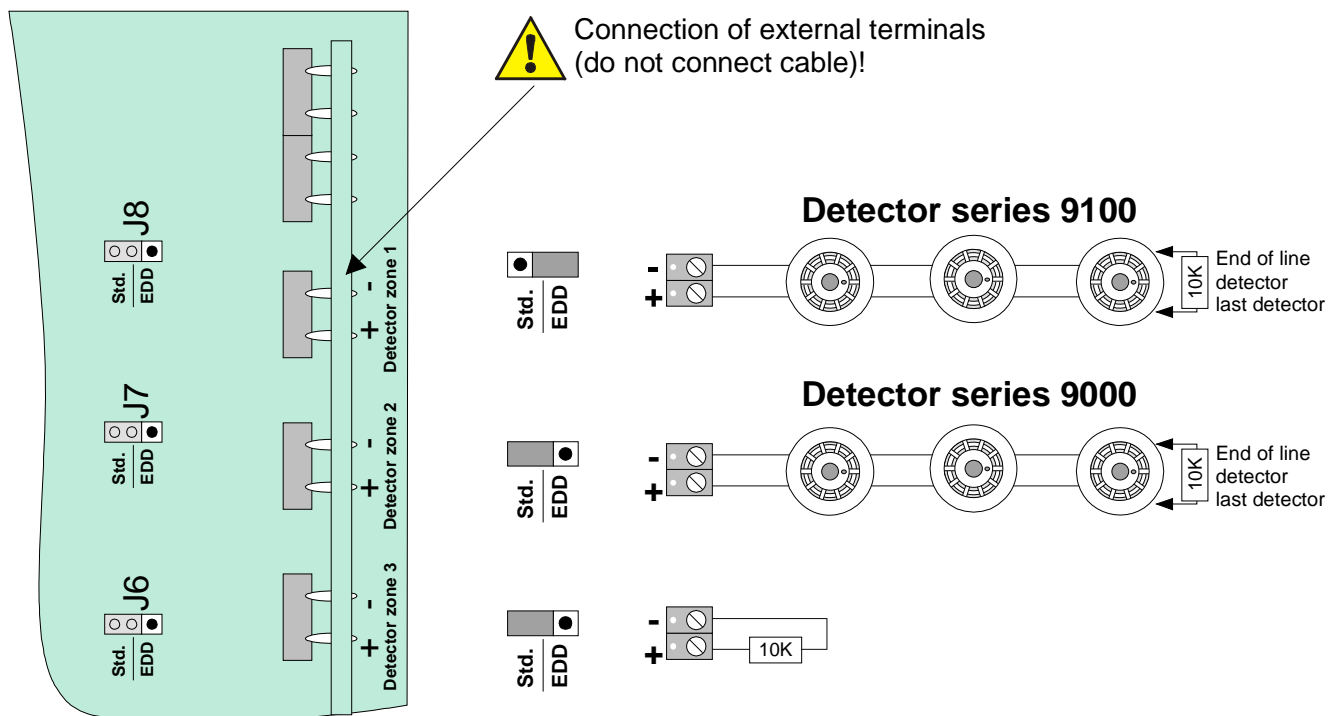 Connection of external terminals
(do not connect cable)!
J8
Std.
EDD
-
+
Detector zone 1
J7
Std.
EDD
-
+
Detector zone 2
J6
Std.
EDD
-
+
Detector zone 3
Detector series 9100
Std.
EDD
-
+
10K
End of line
detector
last detector
Detector series 9000
Std.
EDD
-
+
10K
End of line
detector
last detector
Std.
EDD
-
+
10K